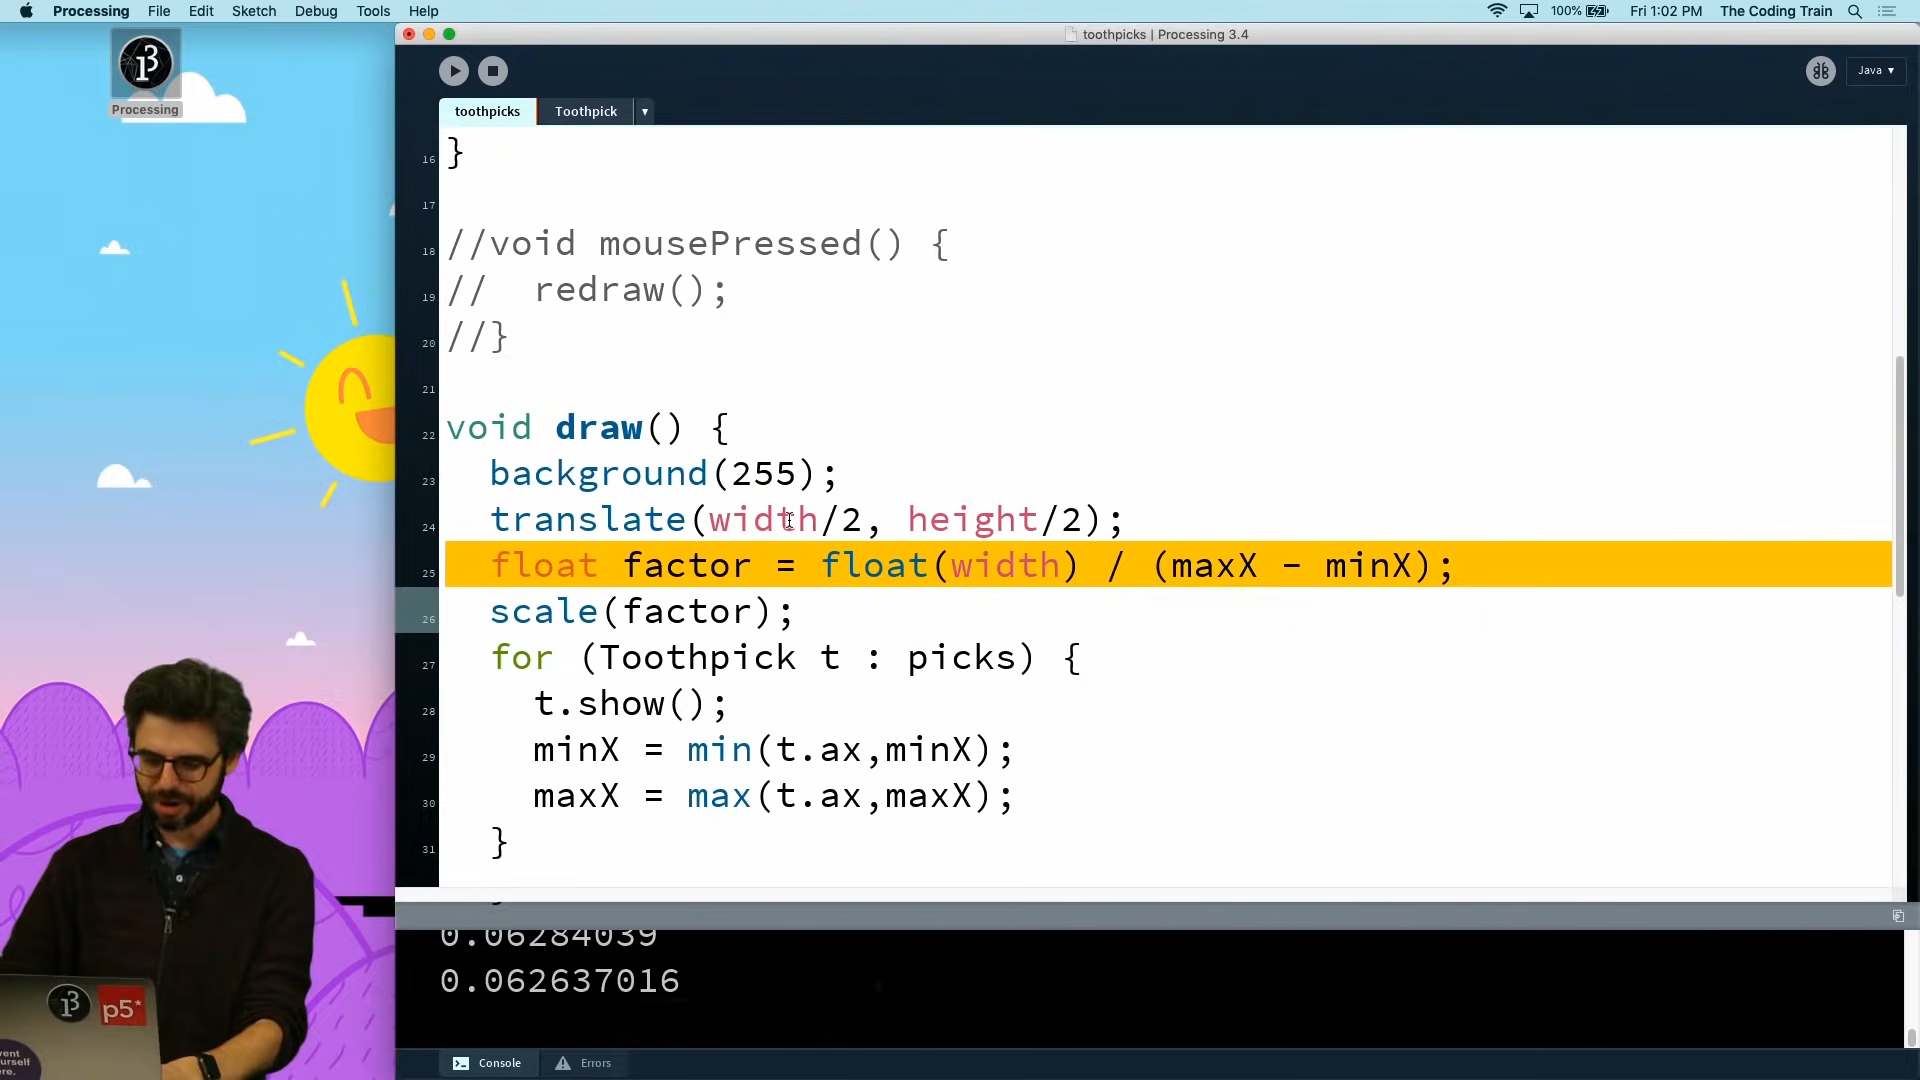 Processing File Edit Sketch Debug Tools Help 100% Fri 1:02 PM The Coding Train
toothpicks | Processing 3.4
Processing
Java
toothpicks Toothpick
16 }
17
18 //void mousePressed() {
19 //  redraw();
20 //}
21
22 void draw() {
23   background(255);
24   translate(width/2, height/2);
25   float factor = float(width) / (maxX - minX);
26   scale(factor);
27   for (Toothpick t : picks) {
28     t.show();
29     minX = min(t.ax,minX);
30     maxX = max(t.ax,maxX);
31   }
0.06284039
0.062637016
Console Errors
p5*